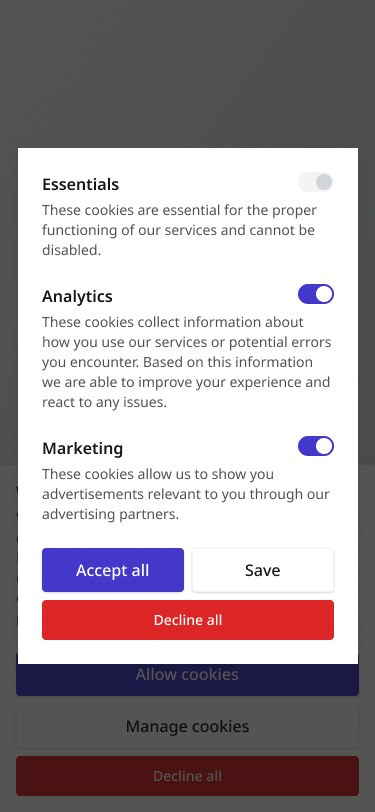 Essentials
These cookies are essential for the proper
functioning of our services and cannot be
disabled.
Analytics
These cookies collect information about
how you use our services or potential errors
you encounter. Based on this information
we are able to improve your experience and
react to any issues.
Marketing
These cookies allow us to show you
advertisements relevant to you through our
advertising partners.
Accept all
Save
Decline all
Allow cookies
Manage cookies
Decline all